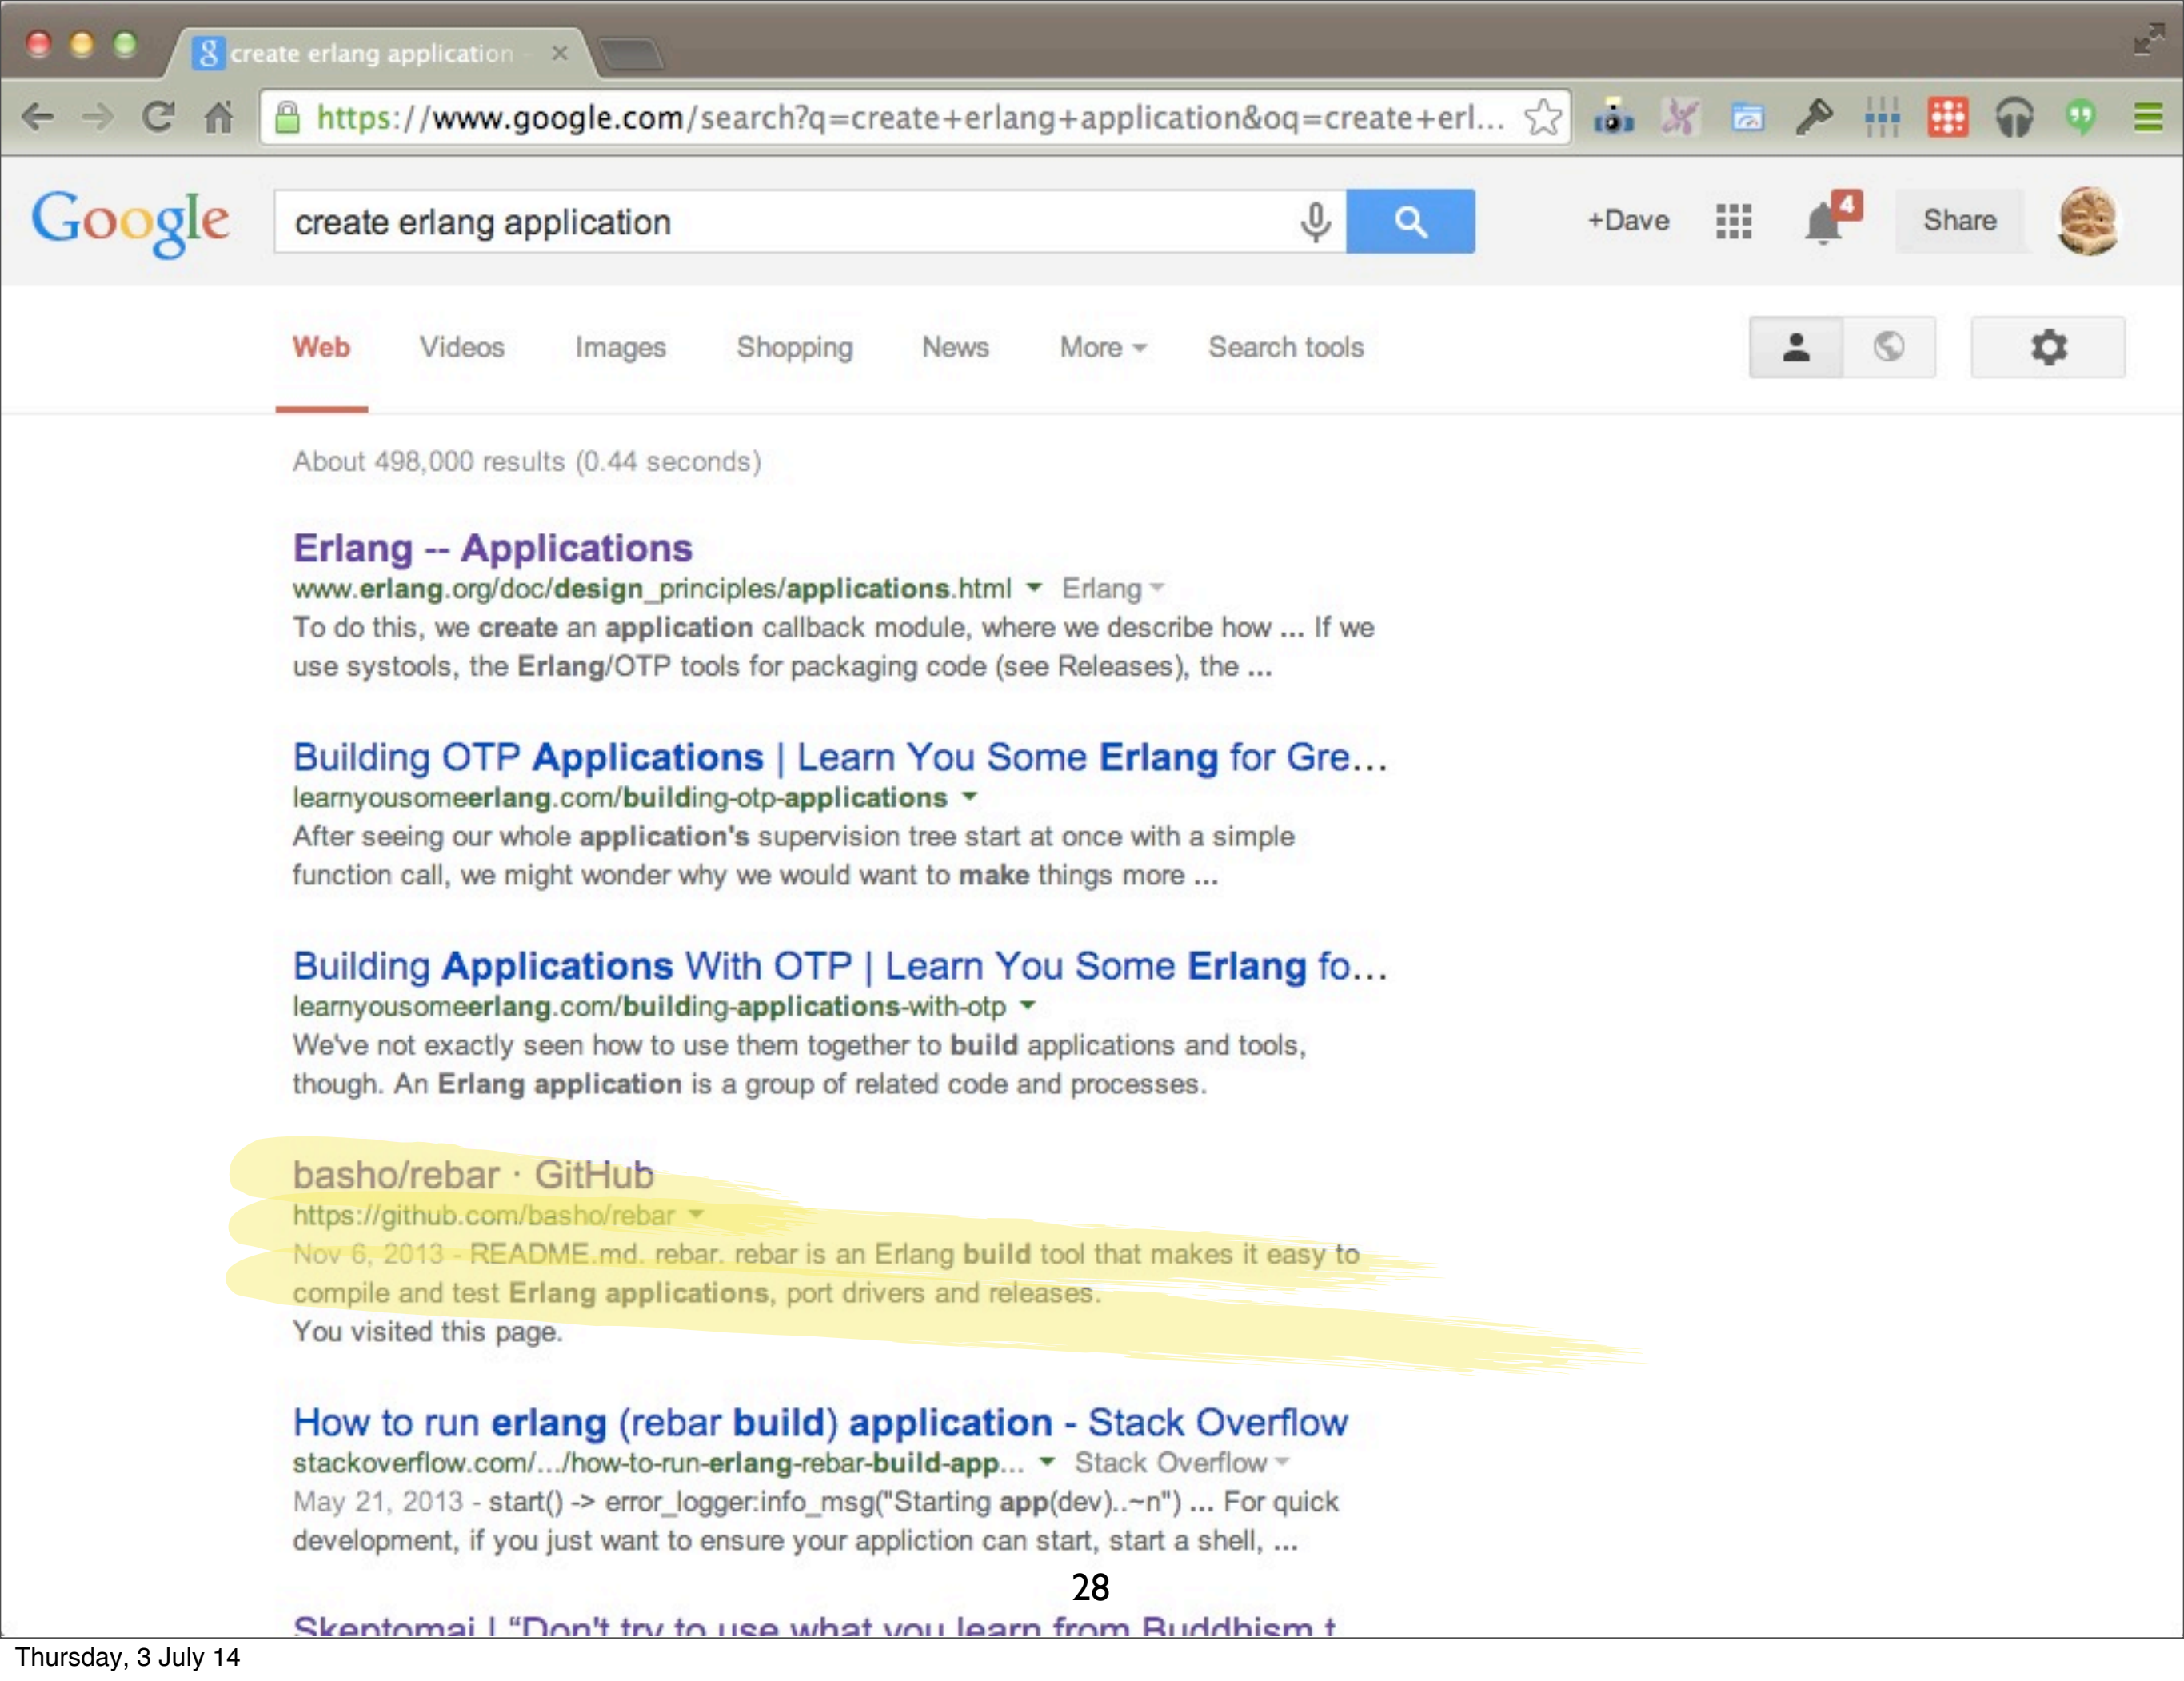 create erlang application -
https://www.google.com/search?q=create+erlang+application&oq=create+erl...
Google
create erlang application
+Dave
4
Share
Web Videos Images Shopping News More Search tools
About 498,000 results (0.44 seconds)
Erlang -- Applications
www.erlang.org/doc/design_principles/applications.html Erlang
To do this, we create an application callback module, where we describe how ... If we
use systools, the Erlang/OTP tools for packaging code (see Releases), the ...
Building OTP Applications | Learn You Some Erlang for Gre...
learnyousomeerlang.com/building-otp-applications
After seeing our whole application's supervision tree start at once with a simple
function call, we might wonder why we would want to make things more ...
Building Applications With OTP | Learn You Some Erlang fo...
learnyousomeerlang.com/building-applications-with-otp
We've not exactly seen how to use them together to build applications and tools,
though. An Erlang application is a group of related code and processes.
basho/rebar · GitHub
https://github.com/basho/rebar
Nov 6, 2013 - README.md. rebar. rebar is an Erlang build tool that makes it easy to
compile and test Erlang applications, port drivers and releases.
You visited this page.
How to run erlang (rebar build) application - Stack Overflow
stackoverflow.com/.../how-to-run-erlang-rebar-build-app... Stack Overflow
May 21, 2013 - start() -> error_logger:info_msg("Starting app(dev)..~n") ... For quick
development, if you just want to ensure your appliction can start, start a shell, ...
28
Skeptomai | “Don't try to use what you learn from Buddhism t
Thursday, 3 July 14